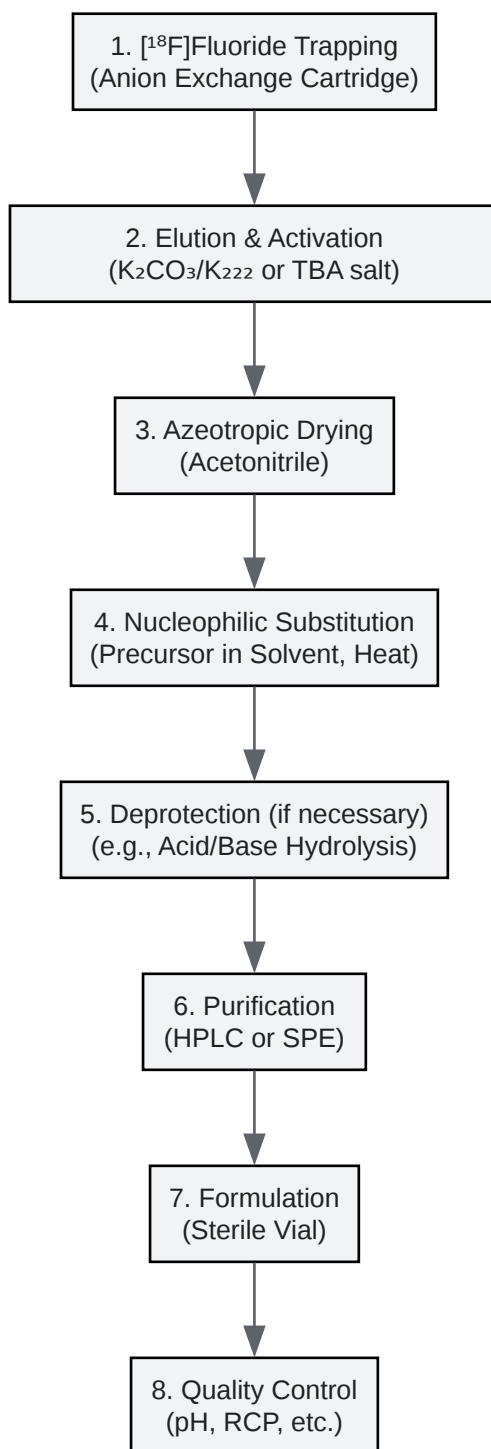 1. [¹⁸F]Fluoride Trapping
(Anion Exchange Cartridge)
2. Elution & Activation
(K₂CO₃/K₂₂₂ or TBA salt)
3. Azeotropic Drying
(Acetonitrile)
4. Nucleophilic Substitution
(Precursor in Solvent, Heat)
5. Deprotection (if necessary)
(e.g., Acid/Base Hydrolysis)
6. Purification
(HPLC or SPE)
7. Formulation
(Sterile Vial)
8. Quality Control
(pH, RCP, etc.)